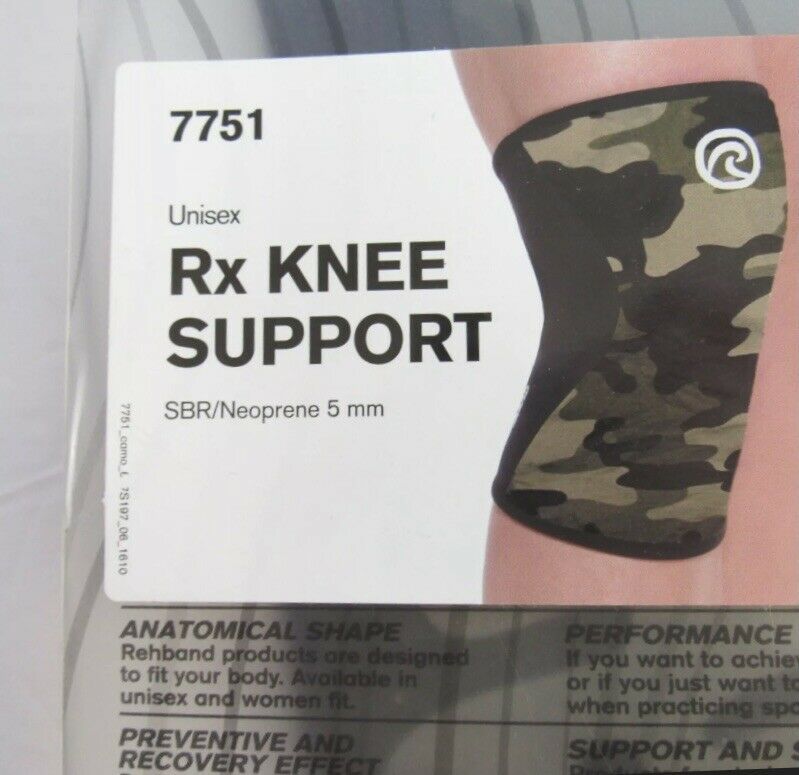 7751
Unisex
Rx KNEE
SUPPORT
SBR/Neoprene 5 mm
7751_camo_L 7S197_06_1610
ANATOMICAL SHAPE
Rehband products are designed
to fit your body. Available in
unisex and women fit.
PREVENTIVE AND
RECOVERY EFFECT
PERFORMANCE
If you want to achiev
or if you just want to
when practicing spo
SUPPORT AND S